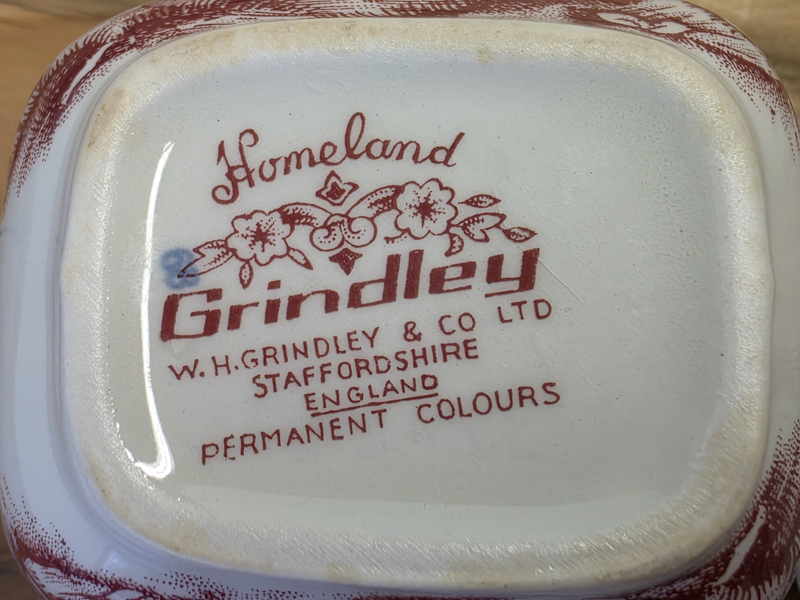 Homeland
Grindley
W. H. GRINDLEY & CO LTD
STAFFORDSHIRE
ENGLAND
PERMANENT COLOURS